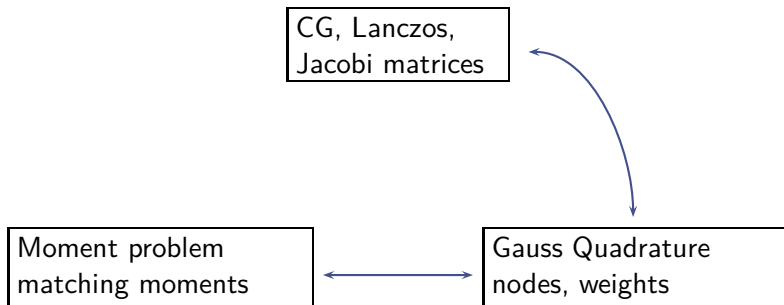 CG, Lanczos,
Jacobi matrices
Moment problem
matching moments
Gauss Quadrature
nodes, weights